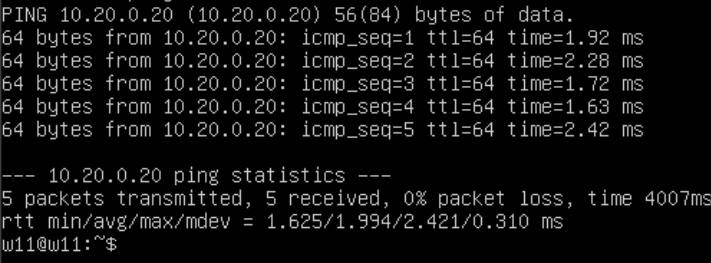 PING 10.20.0.20 (10.20.0.20) 56(84) bytes of data.
64 bytes from 10.20.0.20: icmp_seq=1 ttl=64 time=1.92 ms
64 bytes from 10.20.0.20: icmp_seq=2 ttl=64 time=2.28 ms
64 bytes from 10.20.0.20: icmp_seq=3 ttl=64 time=1.72 ms
64 bytes from 10.20.0.20: icmp_seq=4 ttl=64 time=1.63 ms
64 bytes from 10.20.0.20: icmp_seq=5 ttl=64 time=2.42 ms
--- 10.20.0.20 ping statistics ---
5 packets transmitted, 5 received, 0% packet loss, time 4007ms
rtt min/avg/max/mdev = 1.625/1.994/2.421/0.310 ms
w11@w11:~$